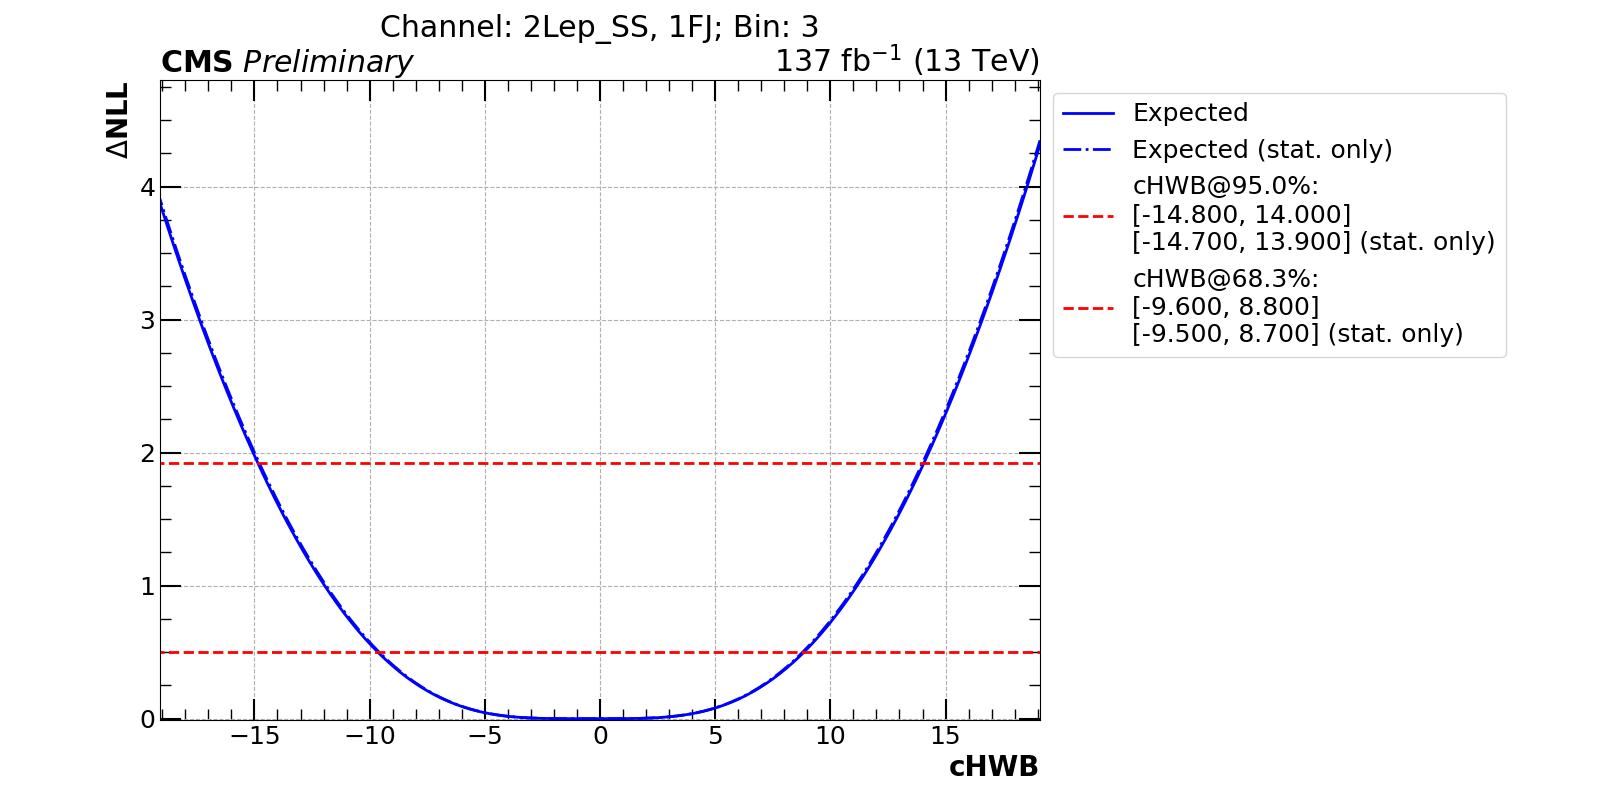 Channel: 2Lep_SS, 1FJ; Bin: 3
CMS Preliminary
137 fb⁻¹ (13 TeV)
ΔNLL
4
3
2
1
0
−15
−10
−5
0
5
10
15
cHWB
Expected
Expected (stat. only)
cHWB@95.0%:
[-14.800, 14.000]
[-14.700, 13.900] (stat. only)
cHWB@68.3%:
[-9.600, 8.800]
[-9.500, 8.700] (stat. only)